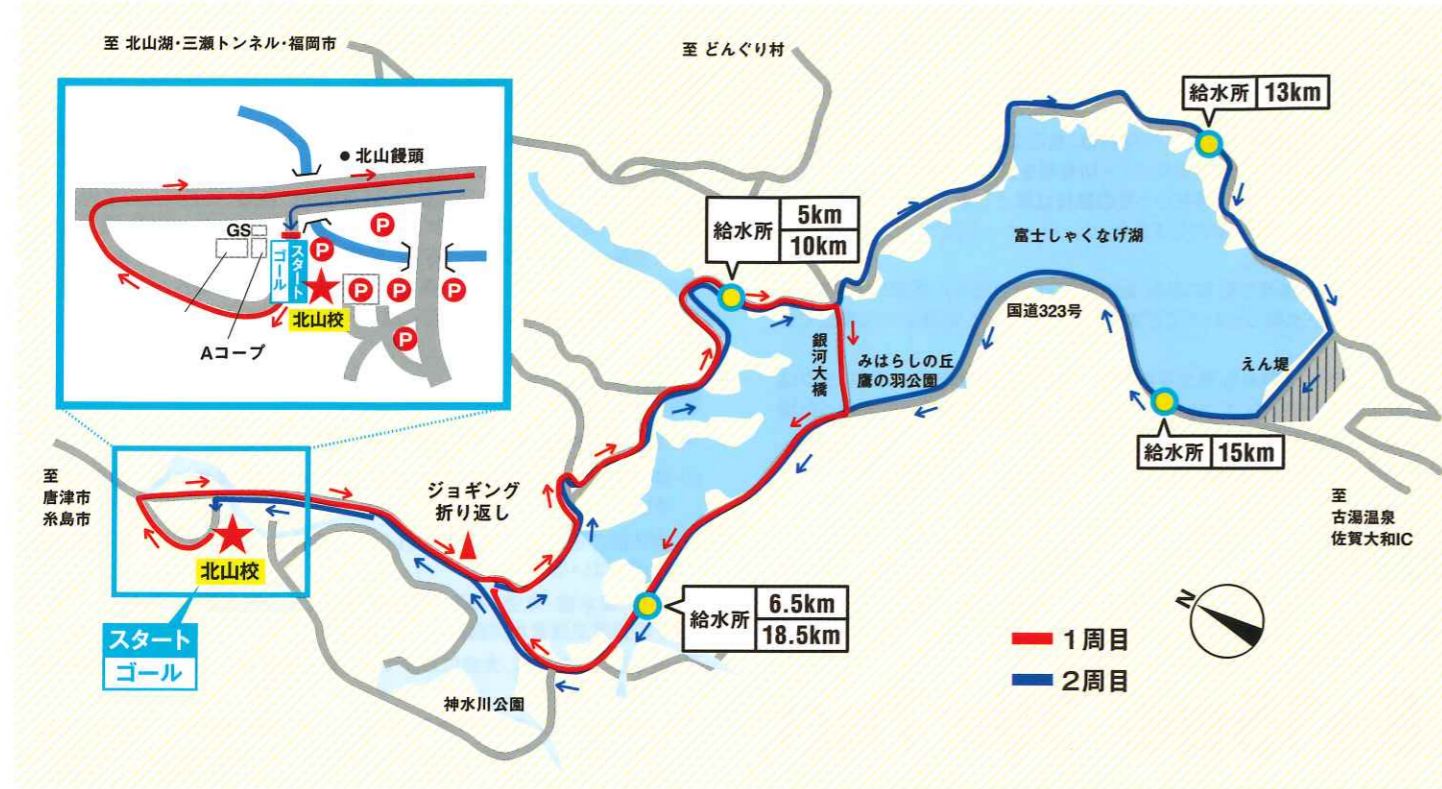 至 北山湖・三瀬トンネル・福岡市
至 どんぐり村
給水所 13km
北山饅頭
GS
スタート
ゴール
P
P
P
P
P
P
北山校
Aコープ
給水所
5km
10km
富士しゃくなげ湖
国道323号
銀河大橋
みはらしの丘
鷹の羽公園
えん堤
給水所 15km
至
唐津市
糸島市
ジョギング
折り返し
至
古湯温泉
佐賀大和IC
北山校
スタート
ゴール
給水所
6.5km
18.5km
神水川公園
N
1周目
2周目